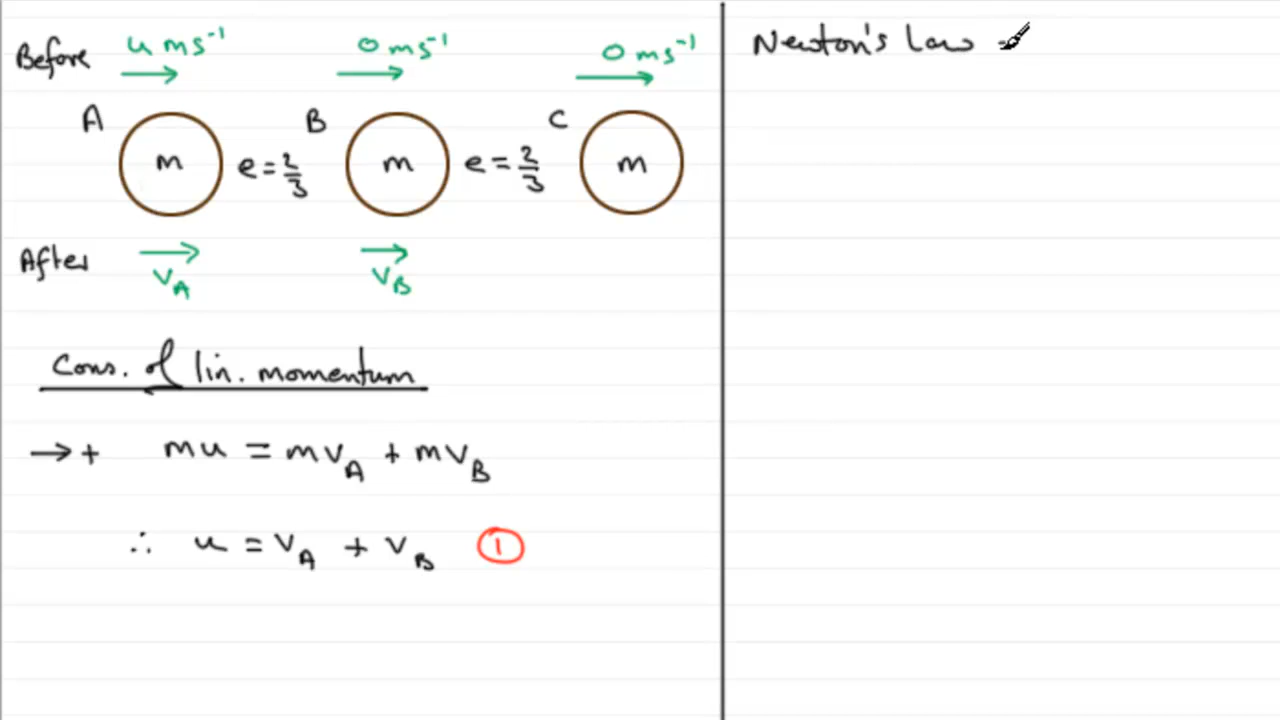 Before u ms⁻¹ 0 ms⁻¹ 0 ms⁻¹
A m e = 2/3 B m e = 2/3 C m
After v_A v_B
Cons. of lin. momentum
→+ mu = mv_A + mv_B
∴ u = v_A + v_B ①
Newton's law